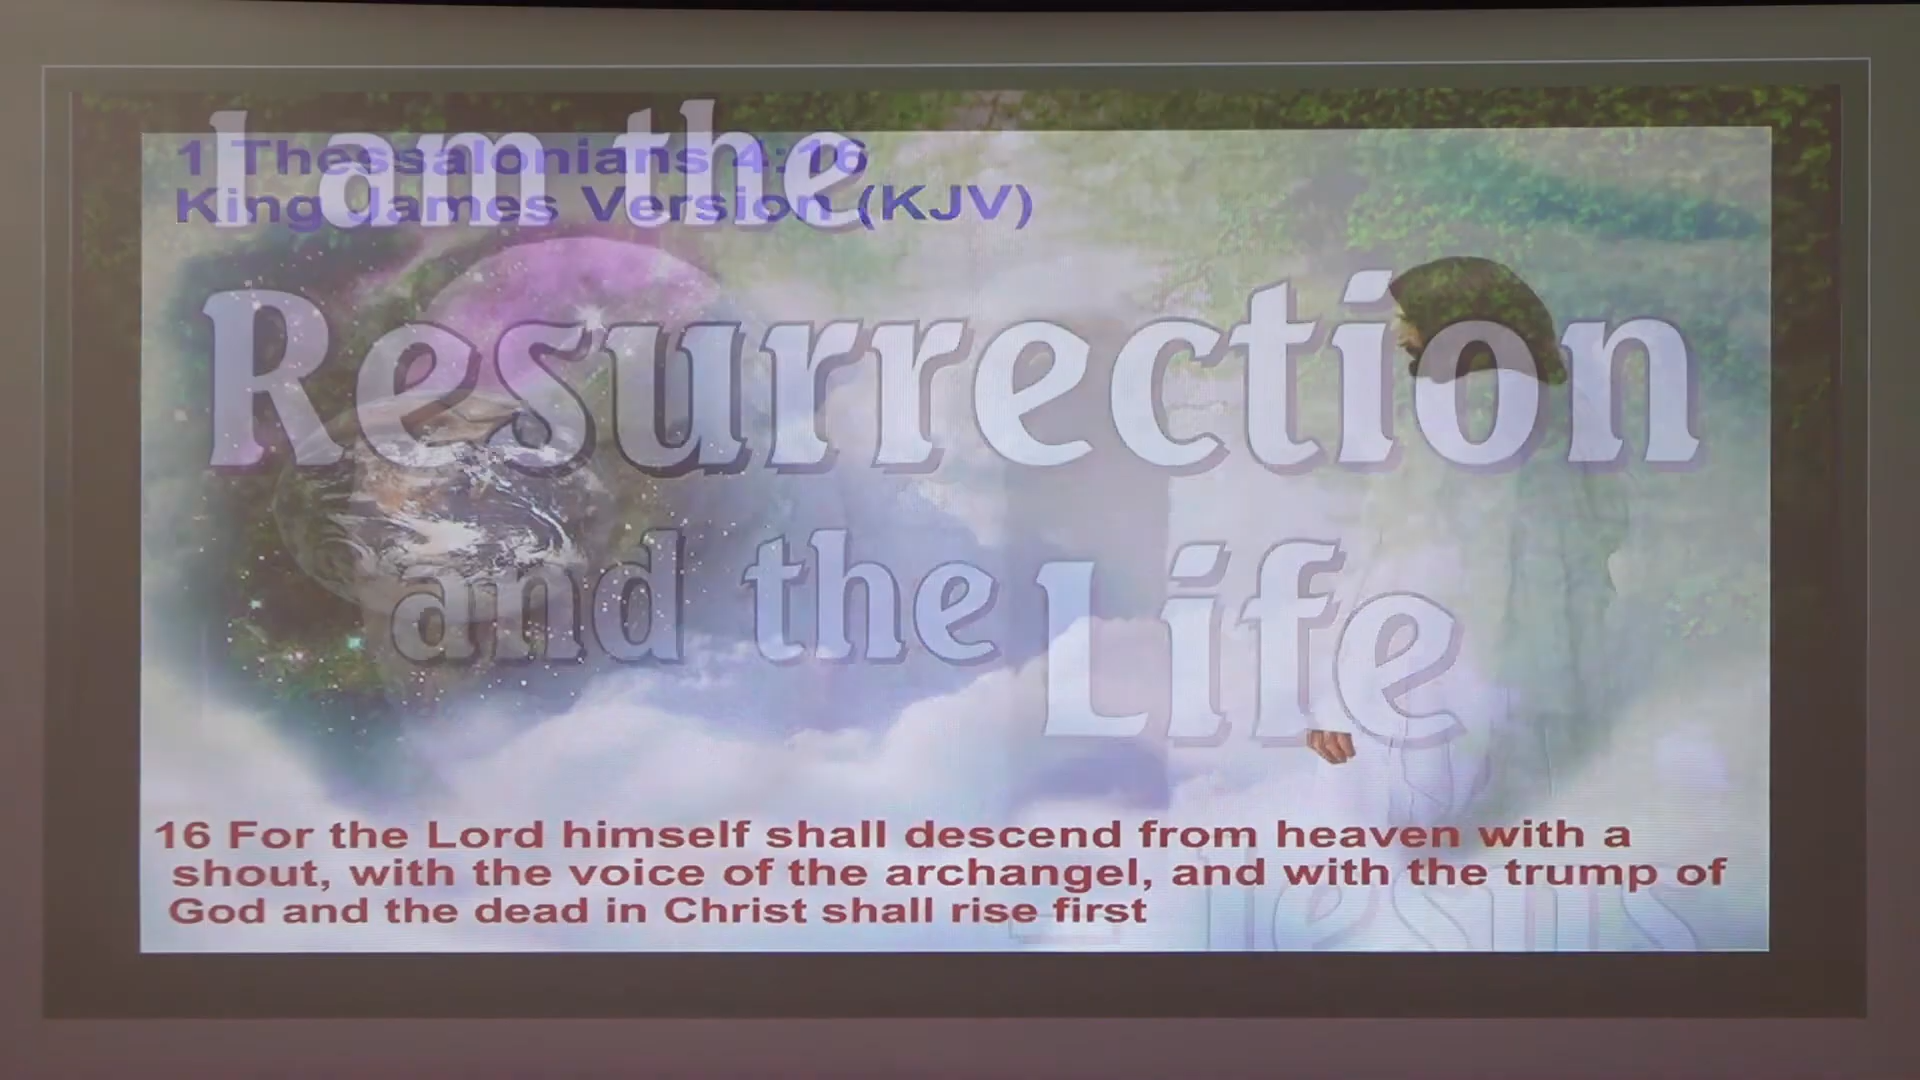 I am the
1 Thessalonians 4:16
King James Version (KJV)
Resurrection
and the Life
16 For the Lord himself shall descend from heaven with a
shout, with the voice of the archangel, and with the trump of
God and the dead in Christ shall rise first
Jesus